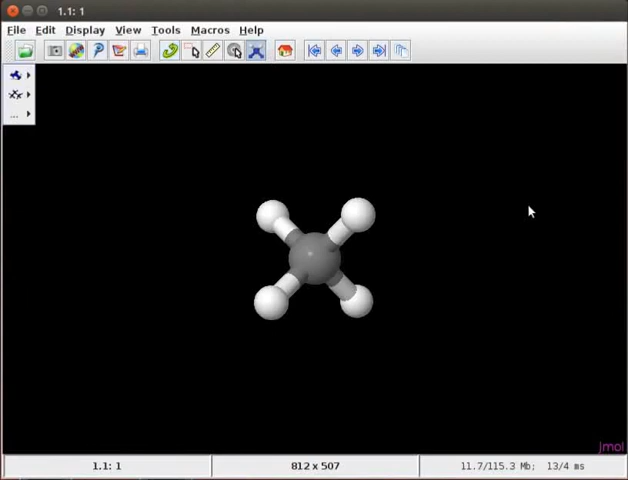 1.1: 1
File Edit Display View Tools Macros Help
...
Jmol
1.1: 1 812 x 507 11.7/115.3 Mb; 13/4 ms